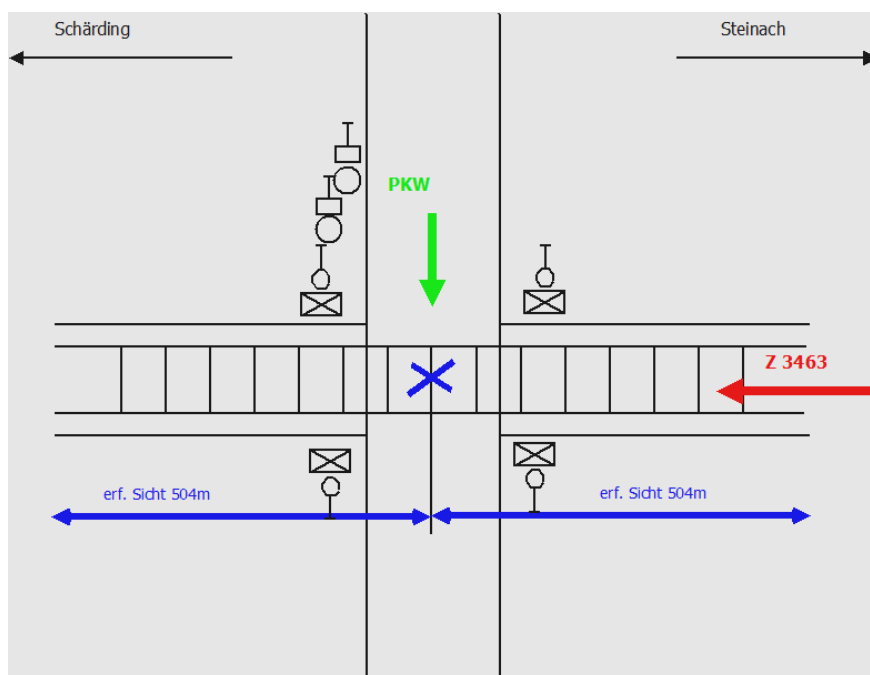 Schärding
Steinach
PKW
Z 3463
erf. Sicht 504m
erf. Sicht 504m